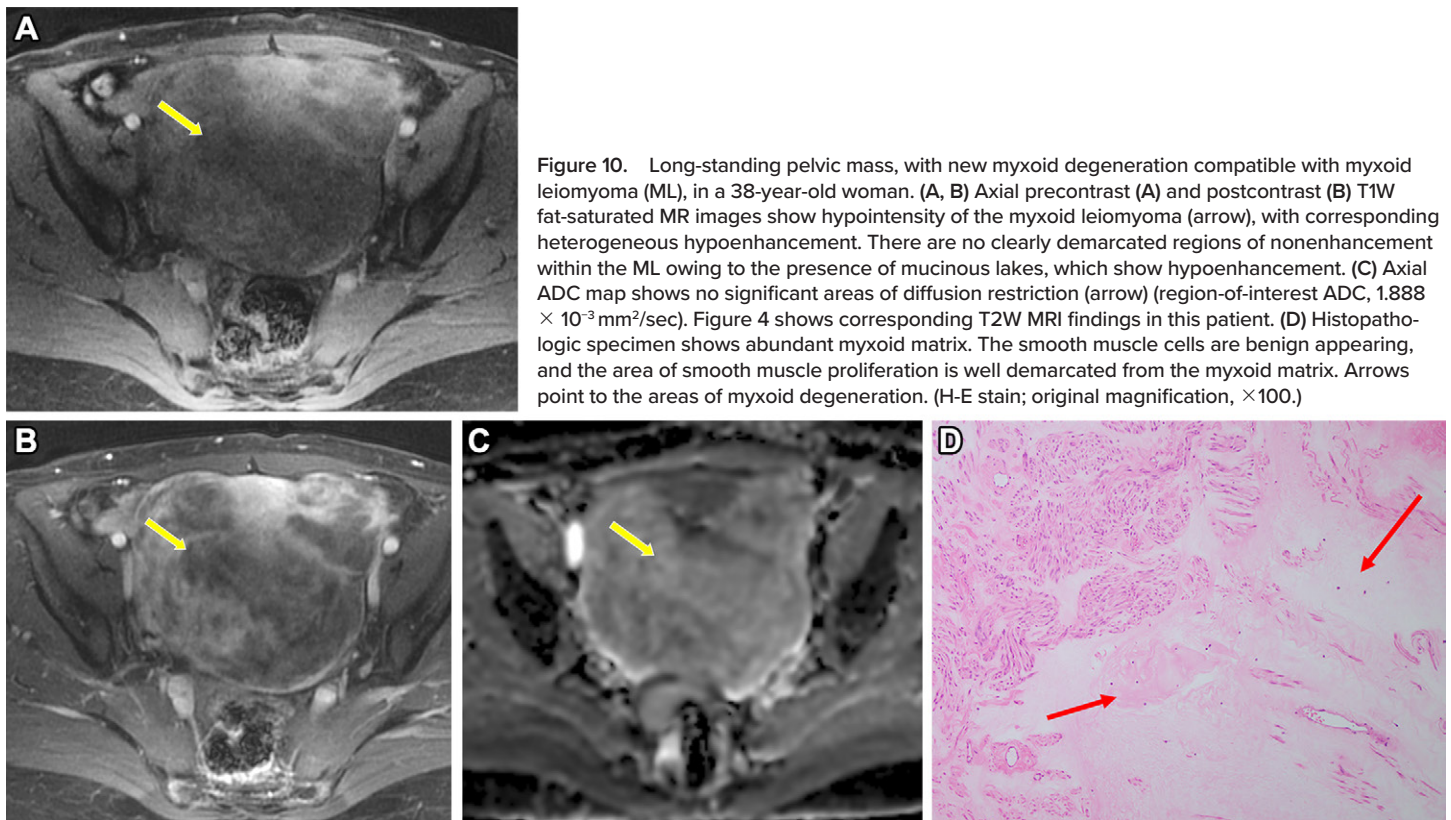 A
Figure 10. Long-standing pelvic mass, with new myxoid degeneration compatible with myxoid
leiomyoma (ML), in a 38-year-old woman. (A, B) Axial precontrast (A) and postcontrast (B) T1W
fat-saturated MR images show hypointensity of the myxoid leiomyoma (arrow), with corresponding
heterogeneous hypoenhancement. There are no clearly demarcated regions of nonenhancement
within the ML owing to the presence of mucinous lakes, which show hypoenhancement. (C) Axial
ADC map shows no significant areas of diffusion restriction (arrow) (region-of-interest ADC, 1.888
× 10⁻³ mm²/sec). Figure 4 shows corresponding T2W MRI findings in this patient. (D) Histopatho-
logic specimen shows abundant myxoid matrix. The smooth muscle cells are benign appearing,
and the area of smooth muscle proliferation is well demarcated from the myxoid matrix. Arrows
point to the areas of myxoid degeneration. (H-E stain; original magnification, ×100.)
B
C
D